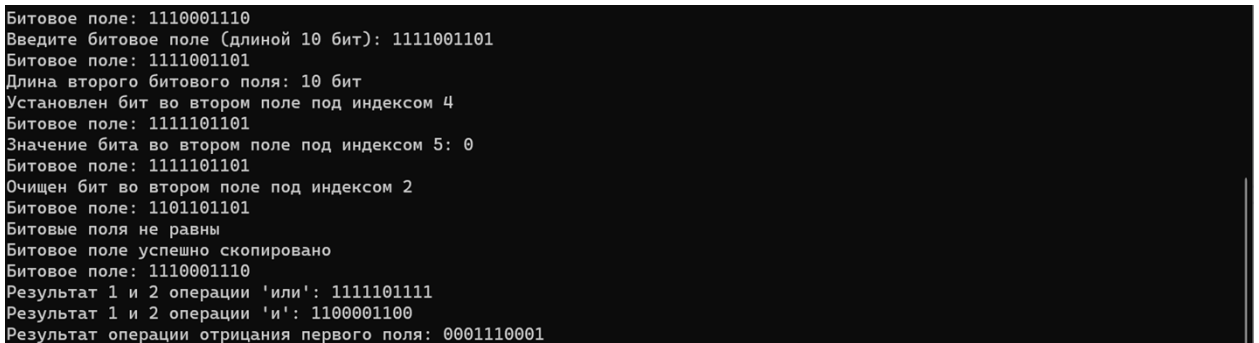 Битовое поле: 1110001110
Введите битовое поле (длиной 10 бит): 1111001101
Битовое поле: 1111001101
Длина второго битового поля: 10 бит
Установлен бит во втором поле под индексом 4
Битовое поле: 1111101101
Значение бита во втором поле под индексом 5: 0
Битовое поле: 1111101101
Очищен бит во втором поле под индексом 2
Битовое поле: 1101101101
Битовые поля не равны
Битовое поле успешно скопировано
Битовое поле: 1110001110
Результат 1 и 2 операции 'или': 1111101111
Результат 1 и 2 операции 'и': 1100001100
Результат операции отрицания первого поля: 0001110001